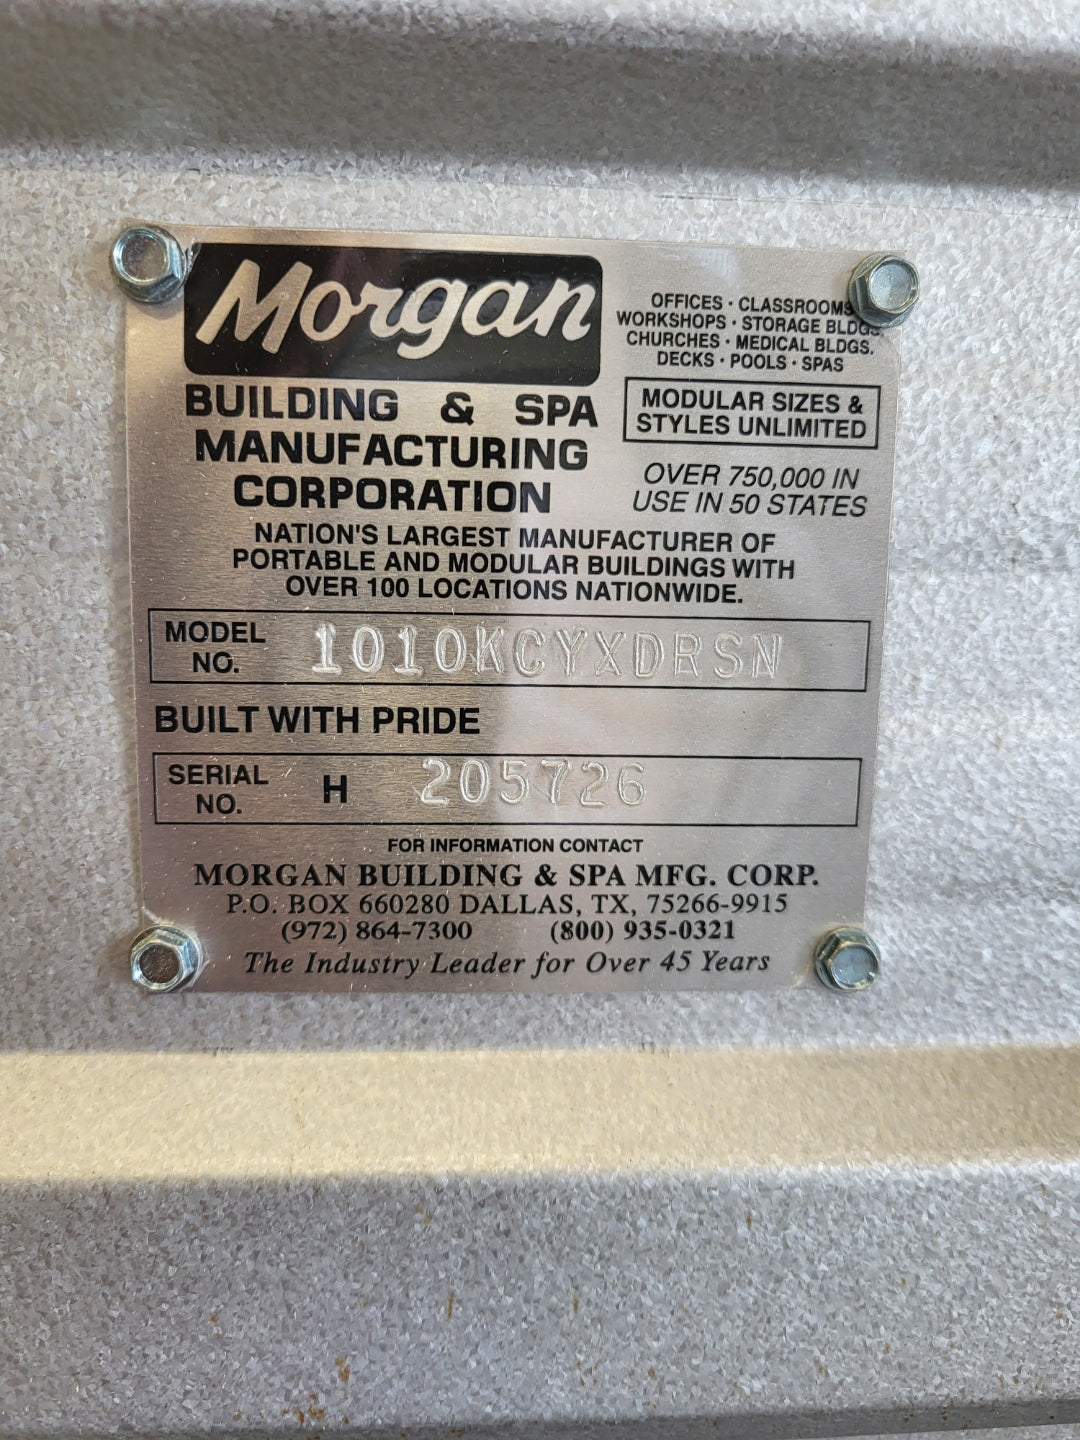 Morgan
BUILDING & SPA
MANUFACTURING
CORPORATION
OFFICES · CLASSROOMS
WORKSHOPS · STORAGE BLDGS.
CHURCHES · MEDICAL BLDGS.
DECKS · POOLS · SPAS
MODULAR SIZES &
STYLES UNLIMITED
OVER 750,000 IN
USE IN 50 STATES
NATION'S LARGEST MANUFACTURER OF
PORTABLE AND MODULAR BUILDINGS WITH
OVER 100 LOCATIONS NATIONWIDE.
MODEL
NO. 1010KCYXDRSN
BUILT WITH PRIDE
SERIAL
NO. H 205726
FOR INFORMATION CONTACT
MORGAN BUILDING & SPA MFG. CORP.
P.O. BOX 660280 DALLAS, TX, 75266-9915
(972) 864-7300 (800) 935-0321
The Industry Leader for Over 45 Years